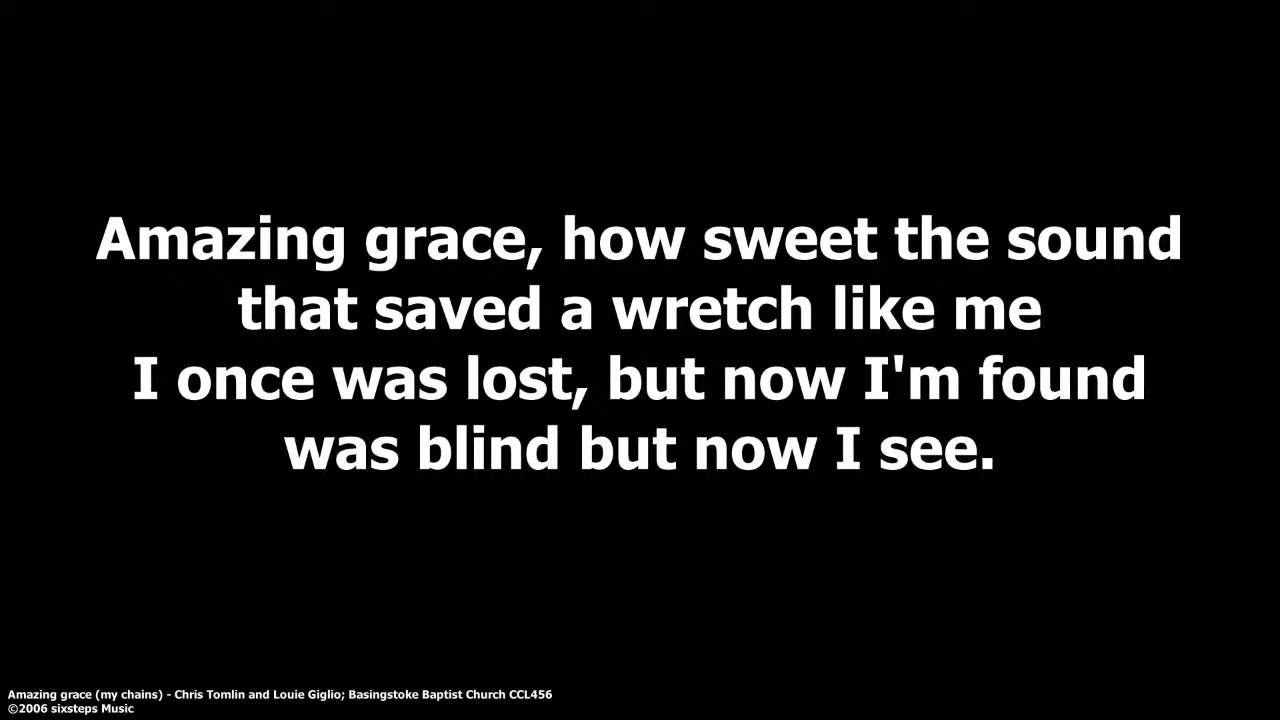 Amazing grace, how sweet the sound
that saved a wretch like me
I once was lost, but now I'm found
was blind but now I see.
Amazing grace (my chains) - Chris Tomlin and Louie Giglio; Basingstoke Baptist Church CCL456
©2006 sixsteps Music